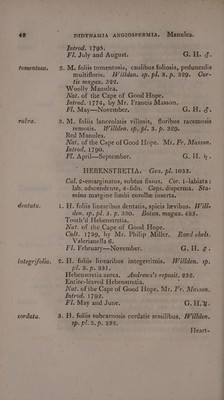 48 DIDYNAMIA ANGIOSPERMIA. Manulea.
Introd. 1795.
Fl. July and August. G. H. ♂.
tomentosa. 2. M. foliis tomentosis, caulibus foliosis, pedunculis
multifloris. Willden. sp. pl. 3. p. 329. Cur-
tis magaz. 322.
Woolly Manulea.
Nat. of the Cape of Good Hope.
Introd. 1774, by Mr. Francis Masson.
Fl. May—November. G. H. ♂.
rubra. 3. M. foliis lanceolatis villosis, floribus racemosis
remotis. Willden. sp. pl. 3. p. 329.
Red Manulea.
Nat. of the Cape of Good Hope. Mr. Fr. Masson.
Introd. 1790.
Fl. April—September. G. H. ♄.
HEBENSTRETIA. Gen. pl. 1033.
Cal. 2-emarginatus, subtus fissus. Cor. 1-labiata:
lab. adscendente, 4-fido. Caps. disperma. Sta-
mina margine limbi corollæ inserta.
dentata. 1. H. foliis linearibus dentatis, spicis lævibus. Will-
den. sp. pl. 3. p. 330. Botan. magaz. 483.
Tooth'd Hebenstretia.
Nat. of the Cape of Good Hope.
Cult. 1739, by Mr. Philip Miller. Rand chels.
Valerianella 6.
Fl. February—November. G. H. ♂.
integrifolia. 2. H. foliis linearibus integerrimis. Willden. sp.
pl. 3. p. 331.
Hebenstretia aurea. Andrews's reposit. 252.
Entire-leaved Hebenstretia.
Nat. of the Cape of Good Hope. Mr. Fr. Masson.
Introd. 1792.
Fl. May and June. G. H. ♃.
cordata. 3. H. foliis subcarnosis cordatis sessilibus. Willden.
sp. pl. 3. p. 332.
Heart-